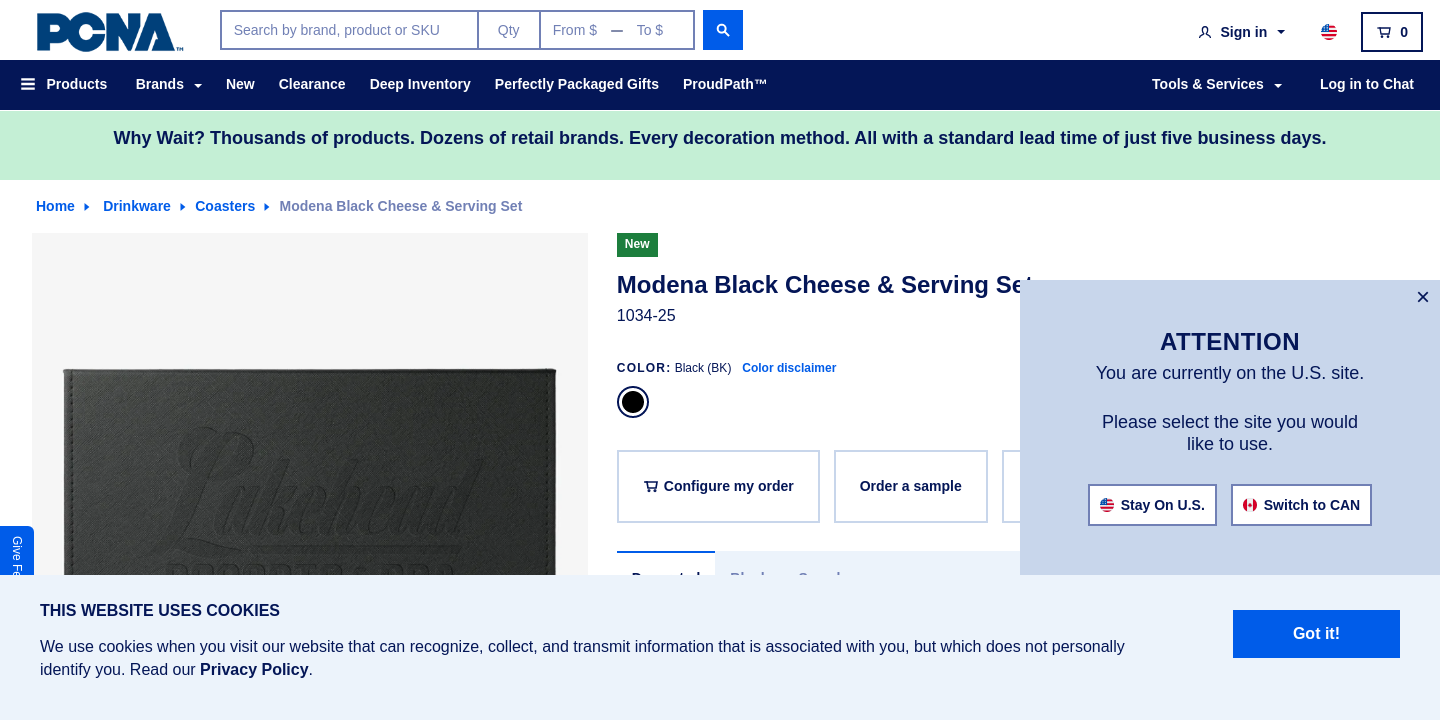 PCNA™
Search by brand, product or SKU
Qty
From $ — To $
Sign in
0
Products
Brands
New
Clearance
Deep Inventory
Perfectly Packaged Gifts
ProudPath™
Tools & Services
Log in to Chat
Why Wait? Thousands of products. Dozens of retail brands. Every decoration method. All with a standard lead time of just five business days.
Home
Drinkware
Coasters
Modena Black Cheese & Serving Set
New
Modena Black Cheese & Serving Set
1034-25
COLOR: Black (BK) Color disclaimer
Configure my order
Order a sample
Lakehead
ATTENTION
You are currently on the U.S. site.
Please select the site you would
like to use.
Stay On U.S.
Switch to CAN
THIS WEBSITE USES COOKIES
We use cookies when you visit our website that can recognize, collect, and transmit information that is associated with you, but which does not personally
identify you. Read our Privacy Policy.
Got it!
Give